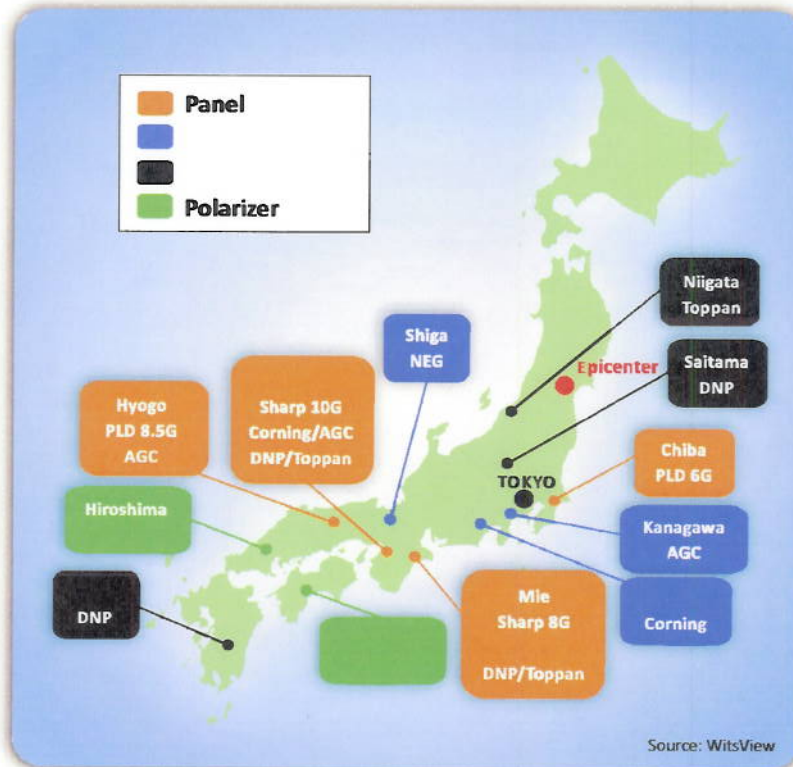 Panel
Polarizer
Niigata
Toppan
Shiga
NEG
Epicenter
Saitama
DNP
Hyogo
PLD 8.5G
AGC
Sharp 10G
Corning/AGC
DNP/Toppan
Chiba
PLD 6G
TOKYO
Hiroshima
Kanagawa
AGC
DNP
Mie
Sharp 8G
DNP/Toppan
Corning
Source: WitsView